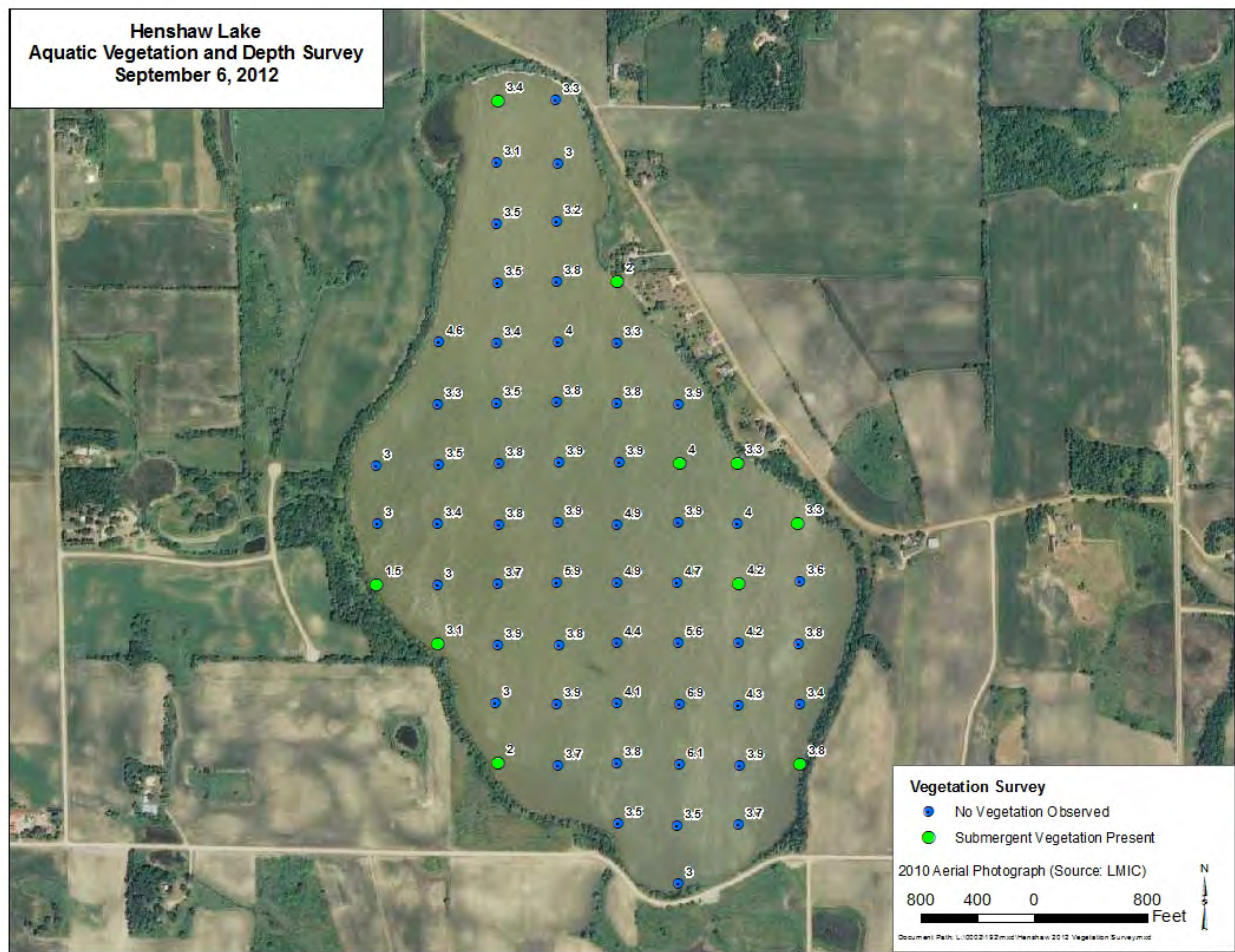 Henshaw Lake
Aquatic Vegetation and Depth Survey
September 6, 2012
3.4 3.3
3.1 3
3.5 3.2
3.5 3.8 2
4.6 3.4 4 3.3
3.3 3.5 3.8 3.8 3.9
3 3.5 3.8 3.9 3.9 4 3.3
3 3.4 3.8 3.9 4.9 3.9 4 3.3
1.5 3 3.7 5.9 4.9 4.7 4.2 3.6
3.1 3.9 3.8 4.4 5.6 4.2 3.8
3 3.9 4.1 6.9 4.3 3.4
2 3.7 3.8 6.1 3.9 3.8
3.5 3.5 3.7
3
Vegetation Survey
No Vegetation Observed
Submergent Vegetation Present
2010 Aerial Photograph (Source: LMIC)
N
800 400 0 800
Feet